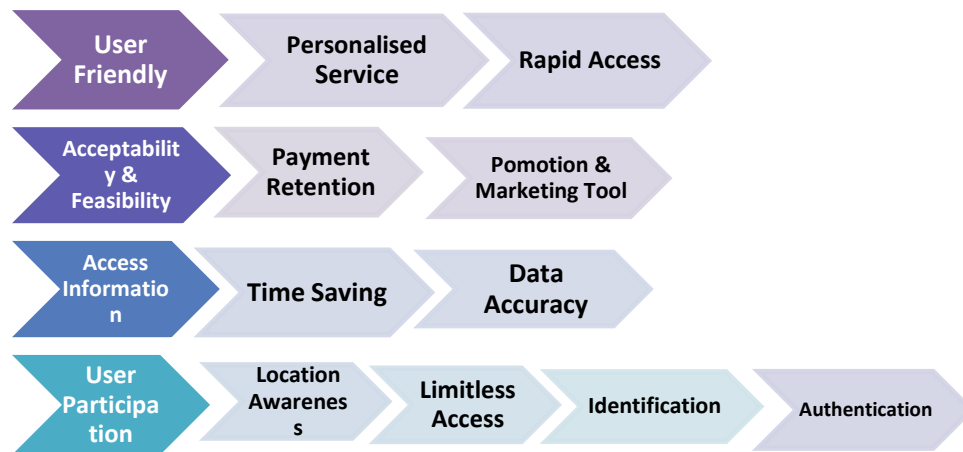 User
Friendly
Personalised
Service
Rapid Access
Acceptabilit
y &
Feasibility
Payment
Retention
Pomotion &
Marketing Tool
Access
Informatio
n
Time Saving
Data
Accuracy
User
Participa
tion
Location
Awarenes
s
Limitless
Access
Identification
Authentication